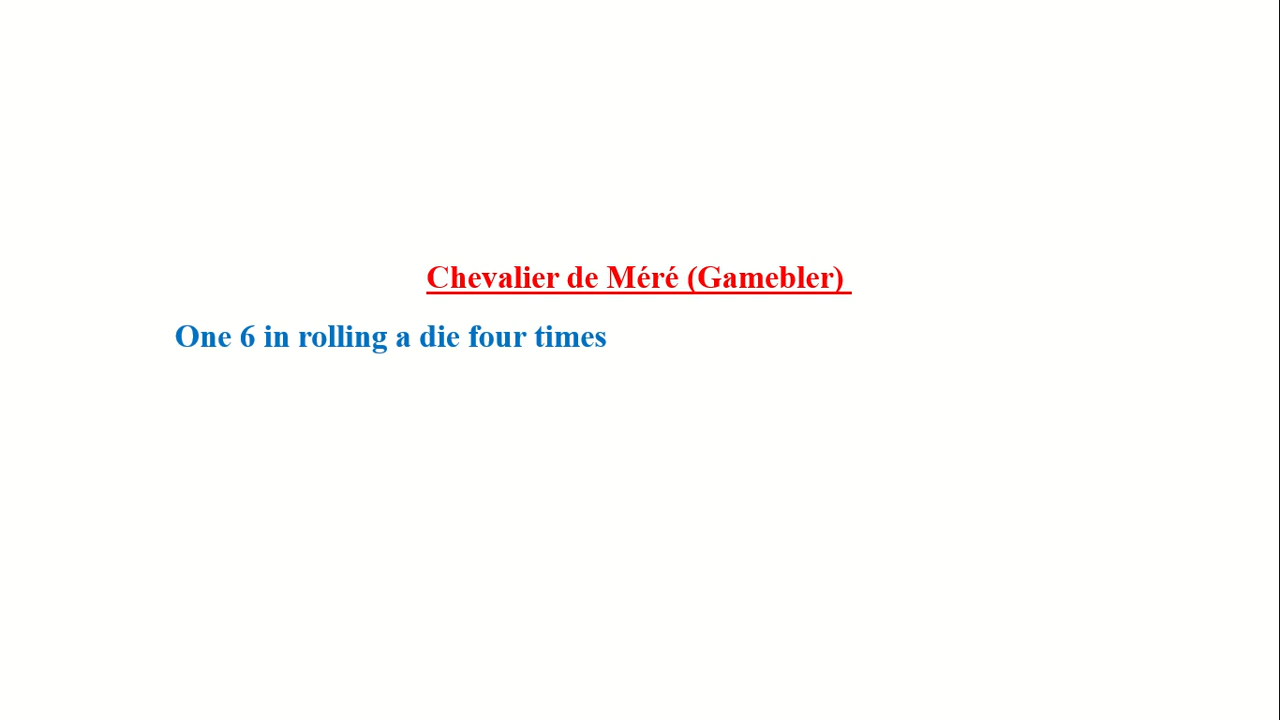 Chevalier de Méré (Gamebler)
One 6 in rolling a die four times